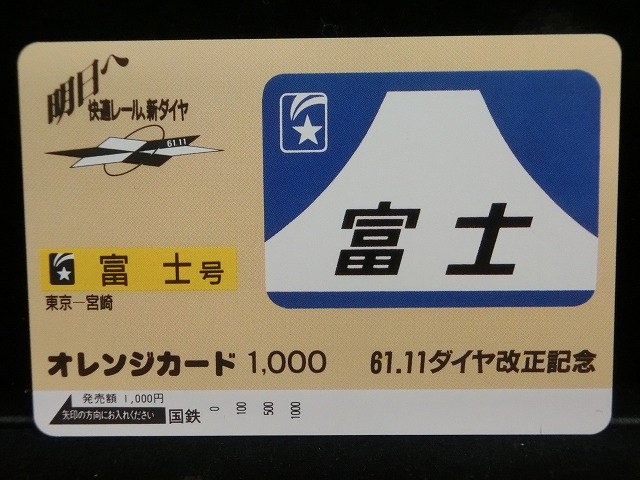 明日へ
快適レール、新ダイヤ
61.11
富士
富士号
東京―宮崎
オレンジカード 1,000
61.11ダイヤ改正記念
発売額 1,000円
矢印の方向にお入れください
国鉄
0 100 500 1000